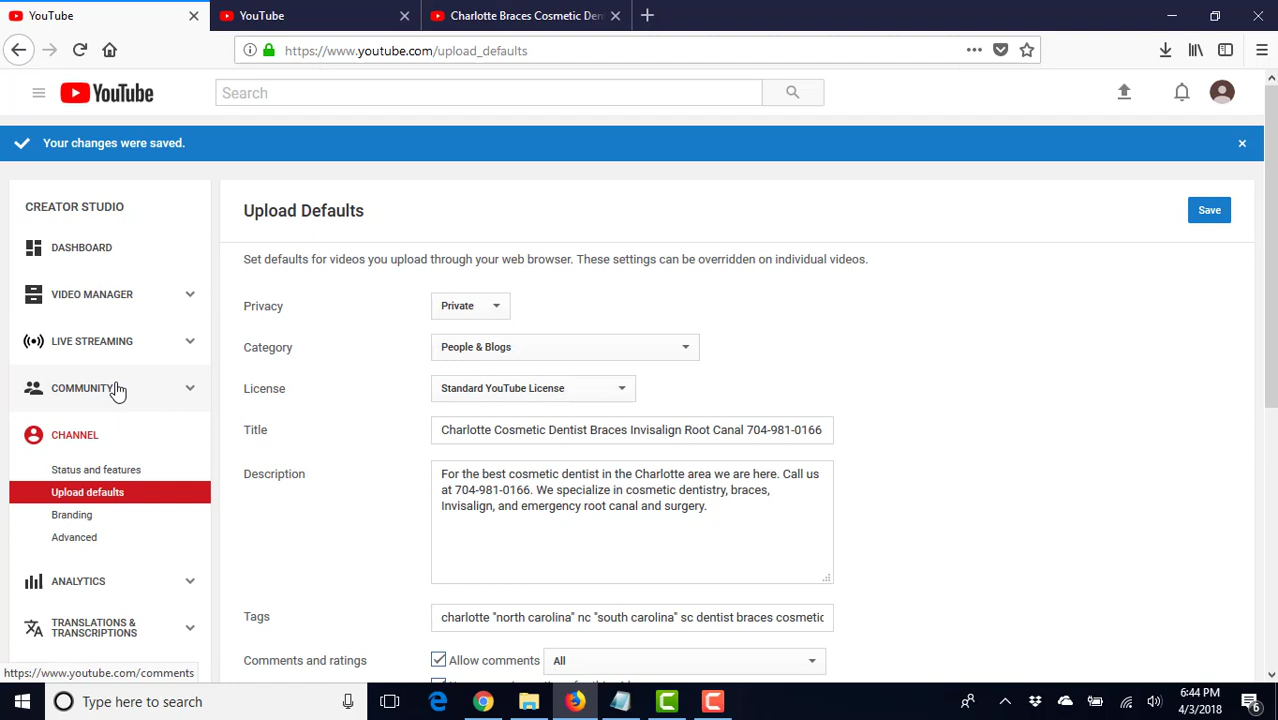 YouTube
YouTube
Charlotte Braces Cosmetic Den
https://www.youtube.com/upload_defaults
YouTube
Search
Your changes were saved.
CREATOR STUDIO
DASHBOARD
VIDEO MANAGER
LIVE STREAMING
COMMUNITY
CHANNEL
Status and features
Upload defaults
Branding
Advanced
ANALYTICS
TRANSLATIONS &
TRANSCRIPTIONS
https://www.youtube.com/comments
Upload Defaults
Save
Set defaults for videos you upload through your web browser. These settings can be overridden on individual videos.
Privacy
Private
Category
People & Blogs
License
Standard YouTube License
Title
Charlotte Cosmetic Dentist Braces Invisalign Root Canal 704-981-0166
Description
For the best cosmetic dentist in the Charlotte area we are here. Call us
at 704-981-0166. We specialize in cosmetic dentistry, braces,
Invisalign, and emergency root canal and surgery.
Tags
charlotte "north carolina" nc "south carolina" sc dentist braces cosmetic
Comments and ratings
Allow comments
All
Type here to search
6:44 PM
4/3/2018
6